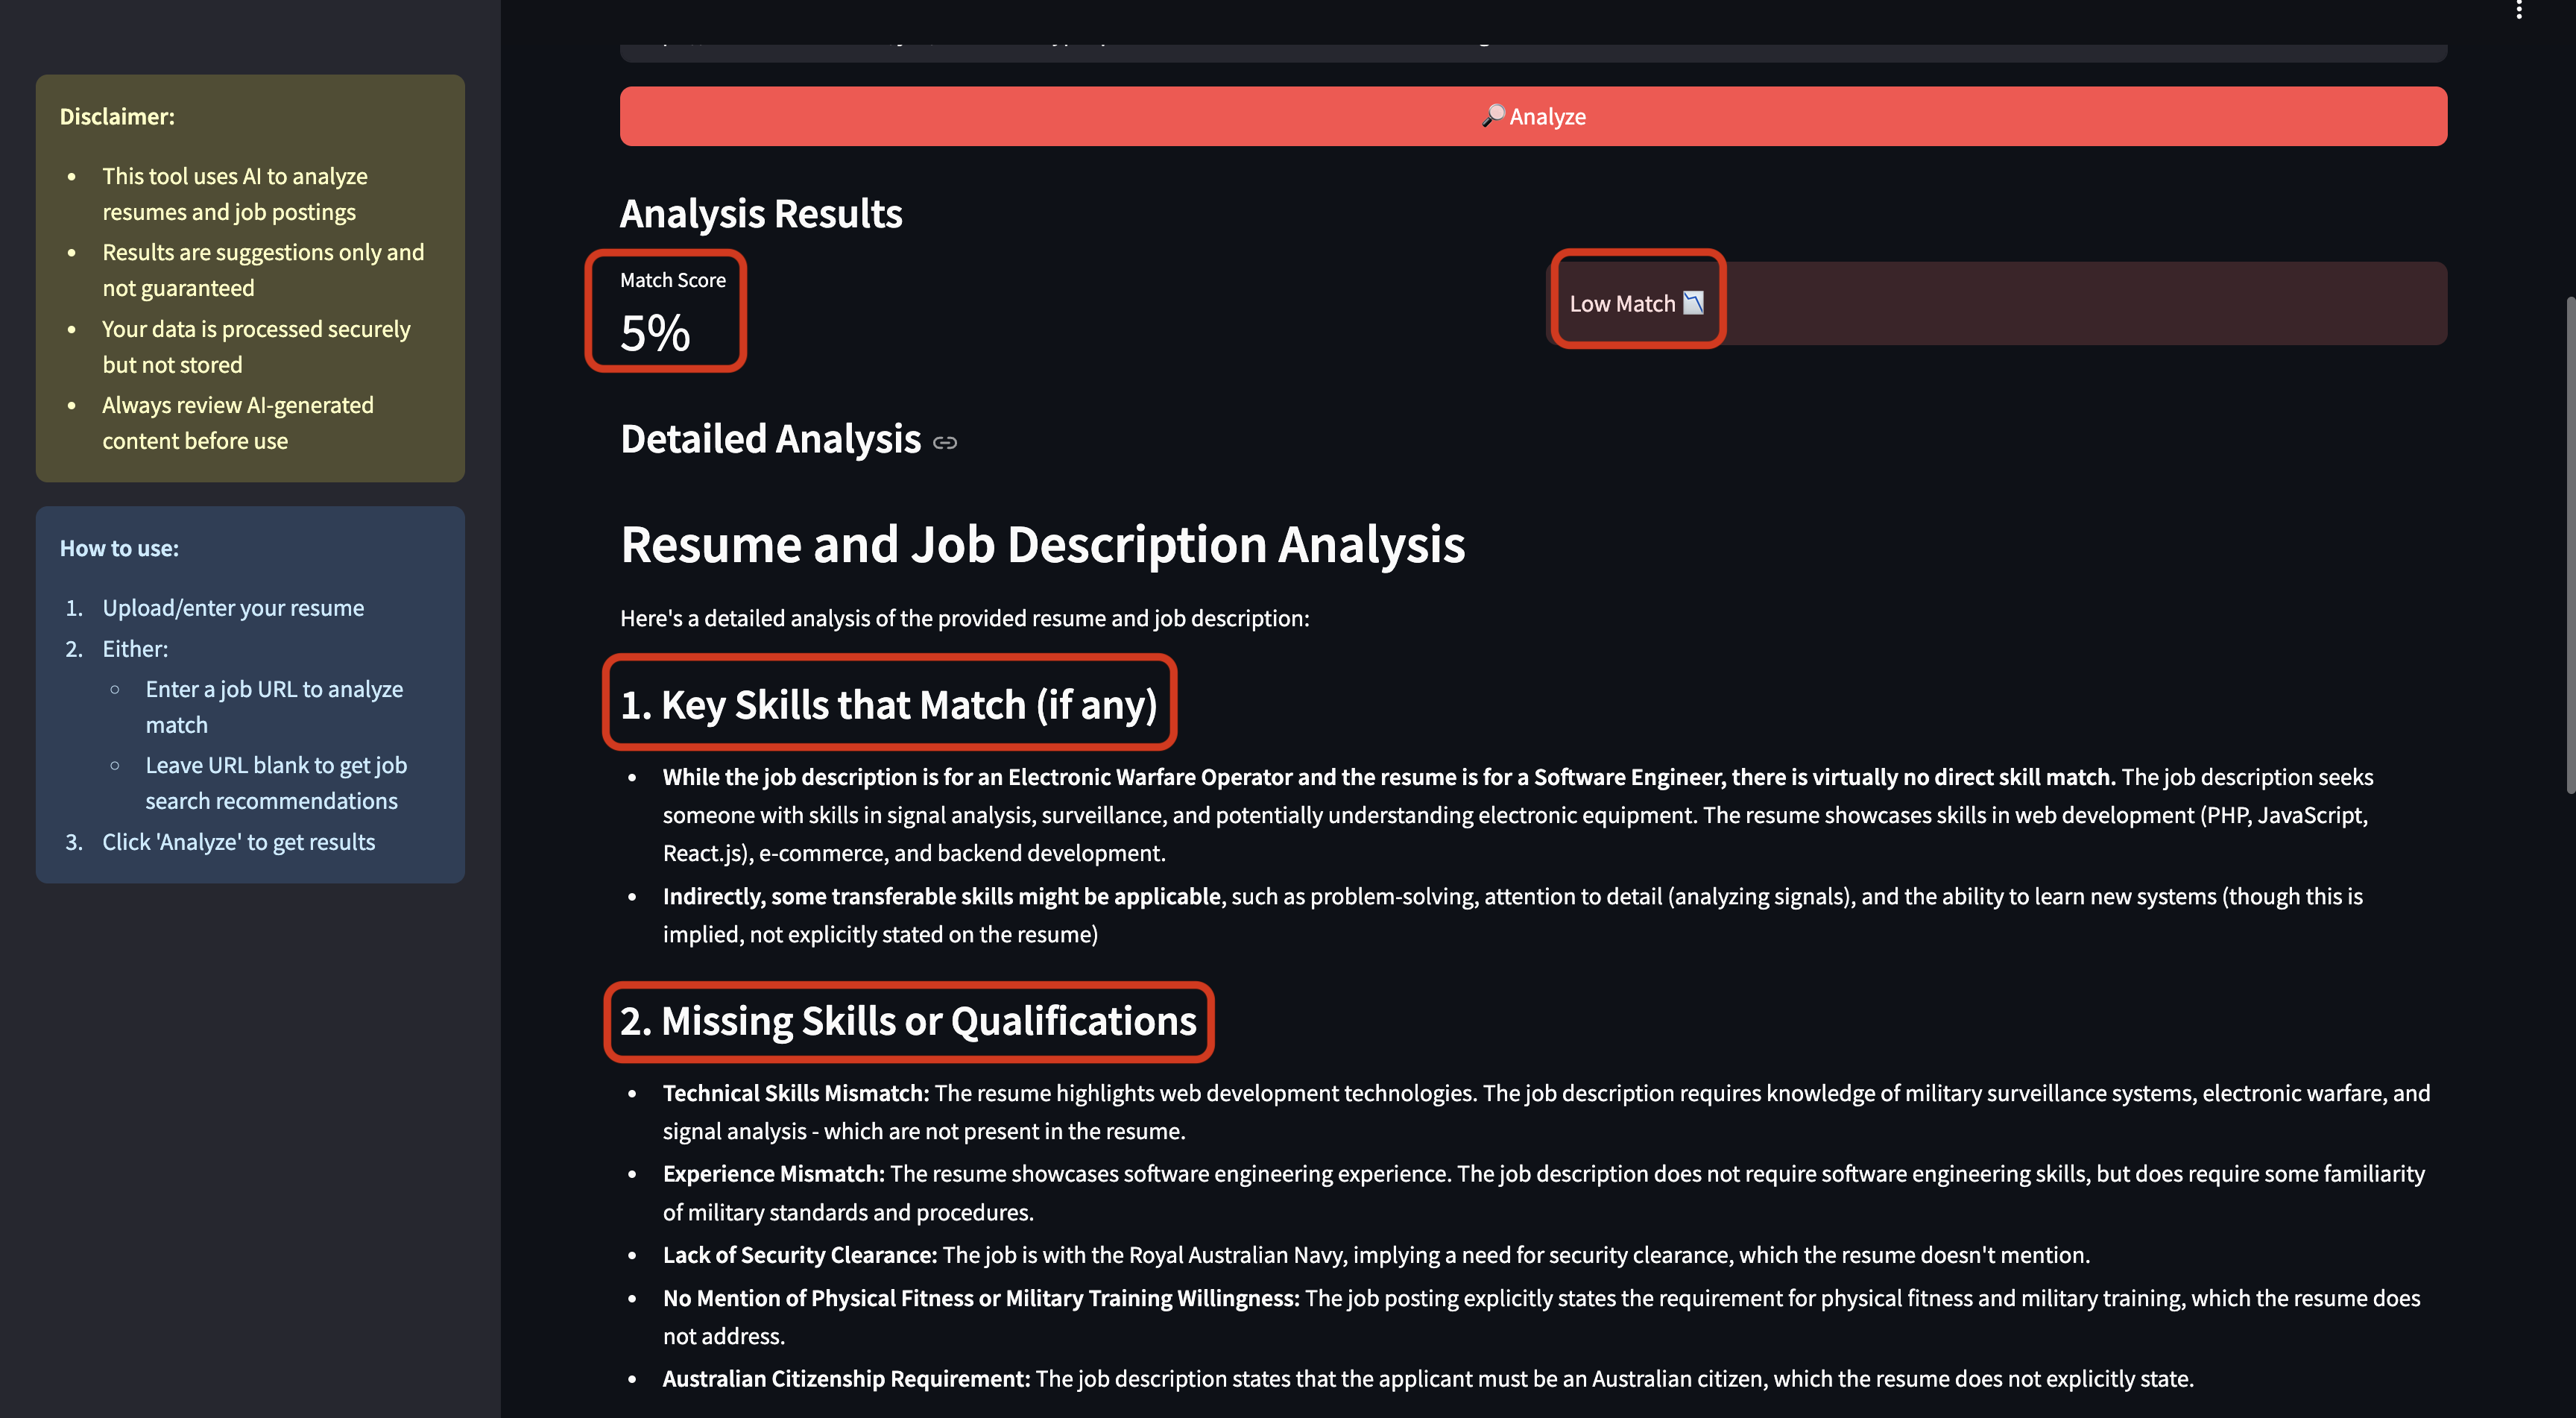 Disclaimer:
• This tool uses AI to analyze
resumes and job postings
• Results are suggestions only and
not guaranteed
• Your data is processed securely
but not stored
• Always review AI-generated
content before use
How to use:
1. Upload/enter your resume
2. Either:
○ Enter a job URL to analyze
match
○ Leave URL blank to get job
search recommendations
3. Click 'Analyze' to get results
🔎 Analyze
Analysis Results
Match Score
5%
Low Match 📉
Detailed Analysis
Resume and Job Description Analysis
Here's a detailed analysis of the provided resume and job description:
1. Key Skills that Match (if any)
• While the job description is for an Electronic Warfare Operator and the resume is for a Software Engineer, there is virtually no direct skill match. The job description seeks
someone with skills in signal analysis, surveillance, and potentially understanding electronic equipment. The resume showcases skills in web development (PHP, JavaScript,
React.js), e-commerce, and backend development.
• Indirectly, some transferable skills might be applicable, such as problem-solving, attention to detail (analyzing signals), and the ability to learn new systems (though this is
implied, not explicitly stated on the resume)
2. Missing Skills or Qualifications
• Technical Skills Mismatch: The resume highlights web development technologies. The job description requires knowledge of military surveillance systems, electronic warfare, and
signal analysis - which are not present in the resume.
• Experience Mismatch: The resume showcases software engineering experience. The job description does not require software engineering skills, but does require some familiarity
of military standards and procedures.
• Lack of Security Clearance: The job is with the Royal Australian Navy, implying a need for security clearance, which the resume doesn't mention.
• No Mention of Physical Fitness or Military Training Willingness: The job posting explicitly states the requirement for physical fitness and military training, which the resume does
not address.
• Australian Citizenship Requirement: The job description states that the applicant must be an Australian citizen, which the resume does not explicitly state.